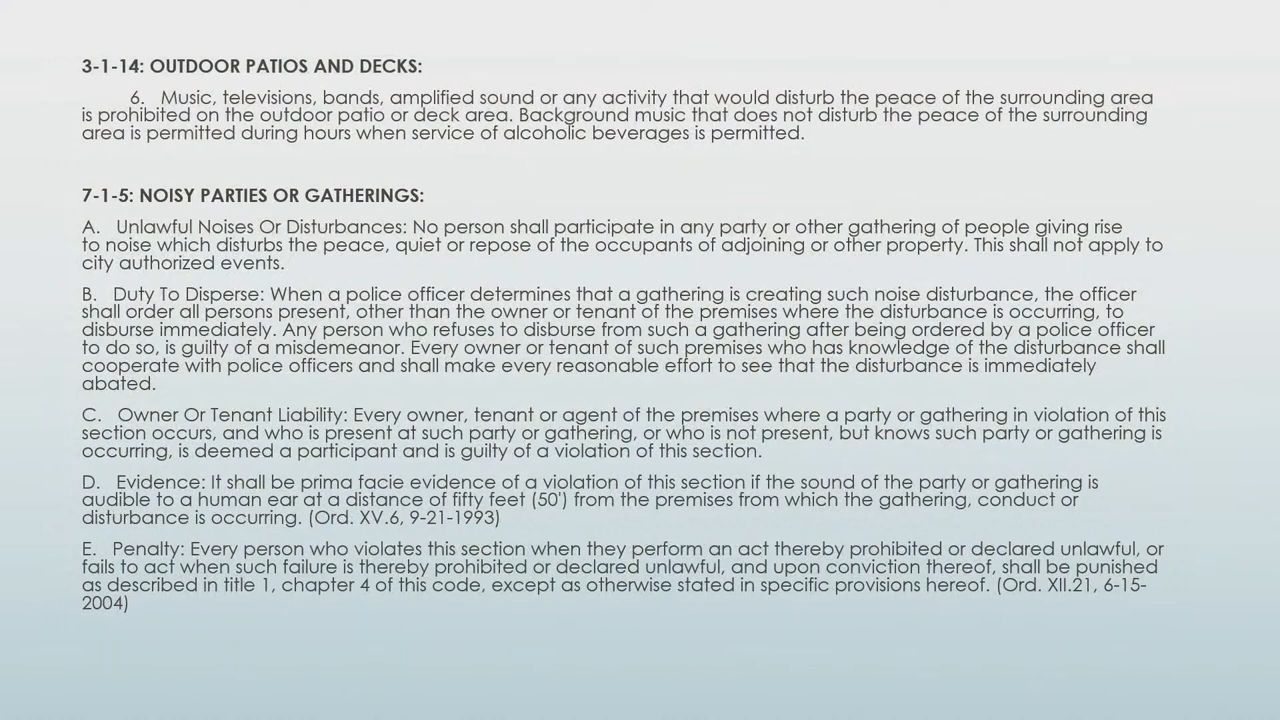 3-1-14: OUTDOOR PATIOS AND DECKS:
6. Music, televisions, bands, amplified sound or any activity that would disturb the peace of the surrounding area
is prohibited on the outdoor patio or deck area. Background music that does not disturb the peace of the surrounding
area is permitted during hours when service of alcoholic beverages is permitted.
7-1-5: NOISY PARTIES OR GATHERINGS:
A. Unlawful Noises Or Disturbances: No person shall participate in any party or other gathering of people giving rise
to noise which disturbs the peace, quiet or repose of the occupants of adjoining or other property. This shall not apply to
city authorized events.
B. Duty To Disperse: When a police officer determines that a gathering is creating such noise disturbance, the officer
shall order all persons present, other than the owner or tenant of the premises where the disturbance is occurring, to
disburse immediately. Any person who refuses to disburse from such a gathering after being ordered by a police officer
to do so, is guilty of a misdemeanor. Every owner or tenant of such premises who has knowledge of the disturbance shall
cooperate with police officers and shall make every reasonable effort to see that the disturbance is immediately
abated.
C. Owner Or Tenant Liability: Every owner, tenant or agent of the premises where a party or gathering in violation of this
section occurs, and who is present at such party or gathering, or who is not present, but knows such party or gathering is
occurring, is deemed a participant and is guilty of a violation of this section.
D. Evidence: It shall be prima facie evidence of a violation of this section if the sound of the party or gathering is
audible to a human ear at a distance of fifty feet (50') from the premises from which the gathering, conduct or
disturbance is occurring. (Ord. XV.6, 9-21-1993)
E. Penalty: Every person who violates this section when they perform an act thereby prohibited or declared unlawful, or
fails to act when such failure is thereby prohibited or declared unlawful, and upon conviction thereof, shall be punished
as described in title 1, chapter 4 of this code, except as otherwise stated in specific provisions hereof. (Ord. XII.21, 6-15-
2004)